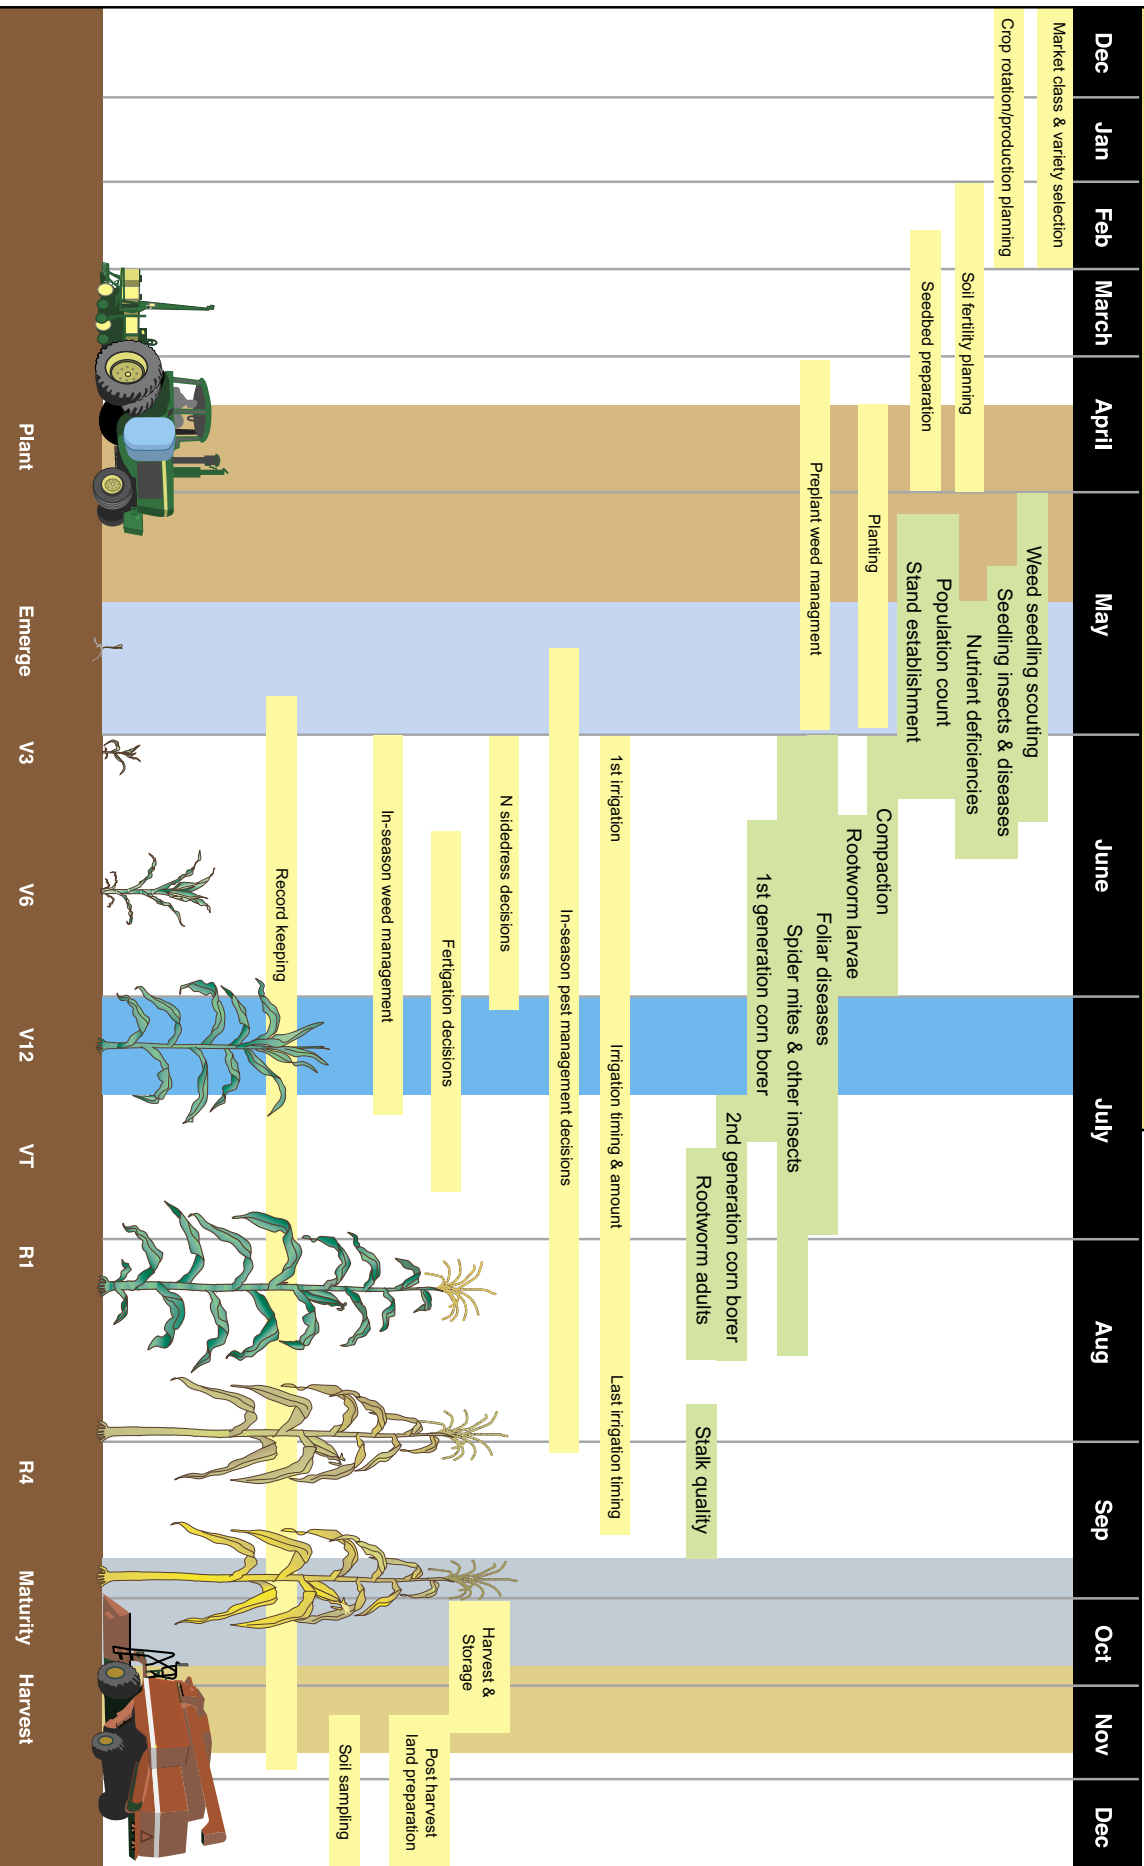 Dec
Jan
Feb
March
April
May
June
July
Aug
Sep
Oct
Nov
Dec
Market class & variety selection
Crop rotation/production planning
Soil fertility planning
Seedbed preparation
Weed seedling scouting
Seedling insects & diseases
Nutrient deficiencies
Population count
Stand establishment
Planting
Preplant weed managment
Compaction
Rootworm larvae
Foliar diseases
Spider mites & other insects
1st generation corn borer
2nd generation corn borer
Rootworm adults
Stalk quality
1st irrigation
Irrigation timing & amount
Last irrigation timing
In-season pest management decisions
N sidedress decisions
Fertigation decisions
In-season weed management
Record keeping
Harvest &
Storage
Post harvest
land preparation
Soil sampling
Plant
Emerge
V3
V6
V12
VT
R1
R4
Maturity
Harvest